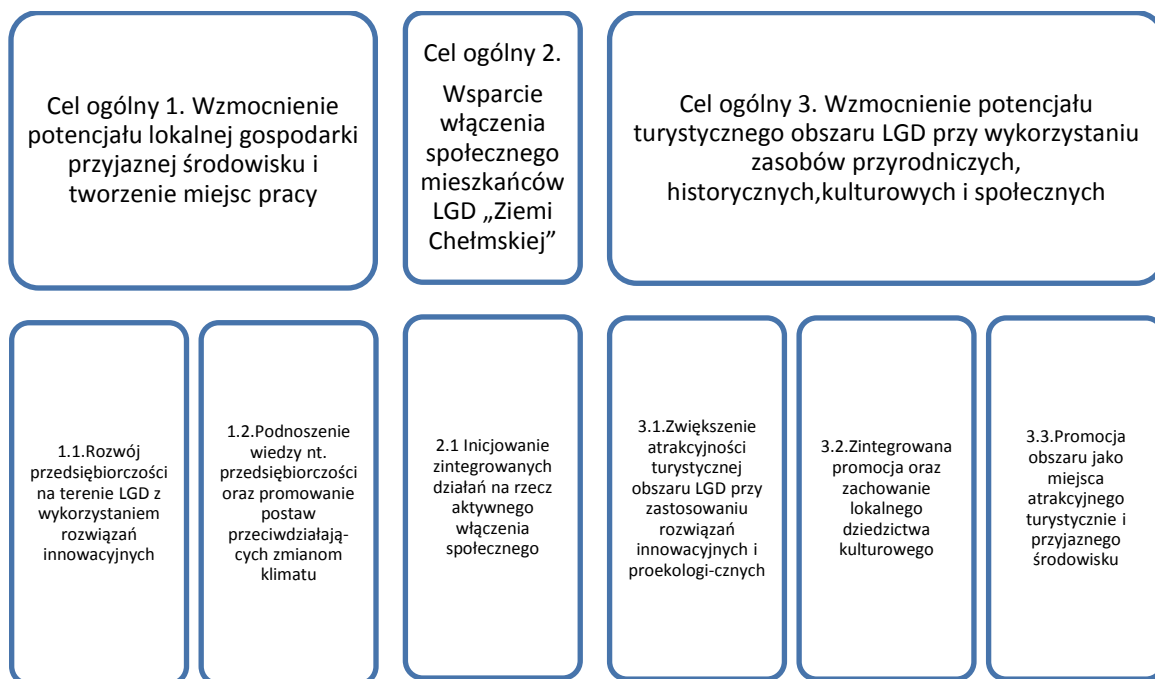 Cel ogólny 1. Wzmocnienie
potencjału lokalnej gospodarki
przyjaznej środowisku i
tworzenie miejsc pracy
Cel ogólny 2.
Wsparcie
włączenia
społecznego
mieszkańców
LGD „Ziemi
Chełmskiej”
Cel ogólny 3. Wzmocnienie potencjału
turystycznego obszaru LGD przy wykorzystaniu
zasobów przyrodniczych,
historycznych,kulturowych i społecznych
1.1.Rozwój
przedsiębiorczości
na terenie LGD z
wykorzystaniem
rozwiązań
innowacyjnych
1.2.Podnoszenie
wiedzy nt.
przedsiębiorczości
oraz promowanie
postaw
przeciwdziałają-
cych zmianom
klimatu
2.1 Inicjowanie
zintegrowanych
działań na rzecz
aktywnego
włączenia
społecznego
3.1.Zwiększenie
atrakcyjności
turystycznej
obszaru LGD przy
zastosowaniu
rozwiązań
innowacyjnych i
proekologi-cznych
3.2.Zintegrowana
promocja oraz
zachowanie
lokalnego
dziedzictwa
kulturowego
3.3.Promocja
obszaru jako
miejsca
atrakcyjnego
turystycznie i
przyjaznego
środowisku